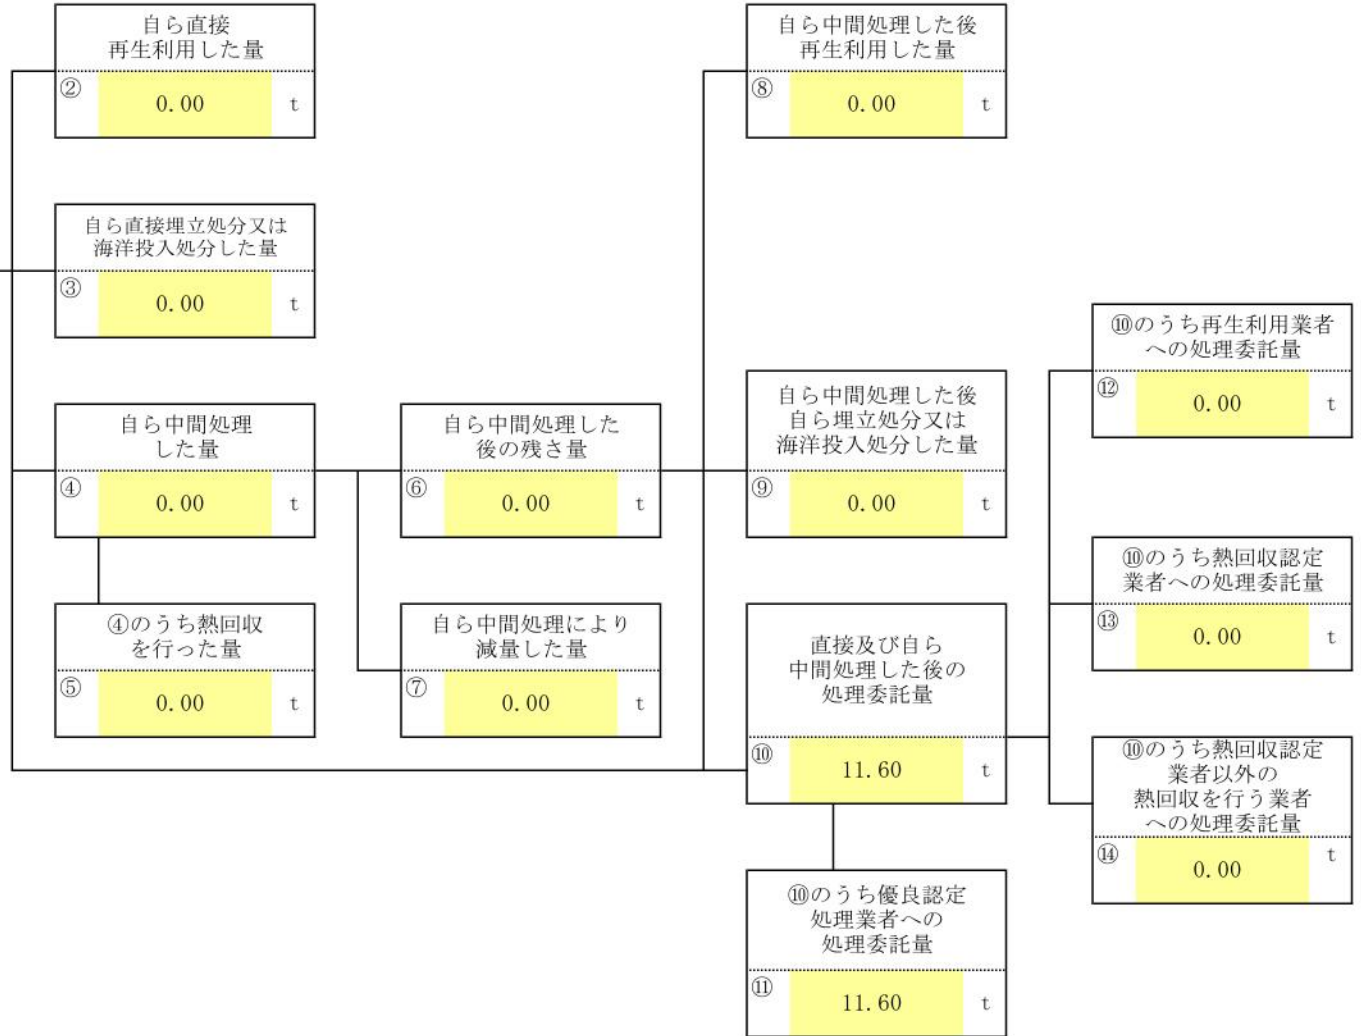 自ら直接
再生利用した量
② 0.00 t
自ら直接埋立処分又は
海洋投入処分した量
③ 0.00 t
自ら中間処理
した量
④ 0.00 t
④のうち熱回収
を行った量
⑤ 0.00 t
自ら中間処理した
後の残さ量
⑥ 0.00 t
自ら中間処理により
減量した量
⑦ 0.00 t
自ら中間処理した後
再生利用した量
⑧ 0.00 t
自ら中間処理した後
自ら埋立処分又は
海洋投入処分した量
⑨ 0.00 t
直接及び自ら
中間処理した後の
処理委託量
⑩ 11.60 t
⑩のうち優良認定
処理業者への
処理委託量
⑪ 11.60 t
⑩のうち再生利用業者
への処理委託量
⑫ 0.00 t
⑩のうち熱回収認定
業者への処理委託量
⑬ 0.00 t
⑩のうち熱回収認定
業者以外の
熱回収を行う業者
への処理委託量
⑭ 0.00 t